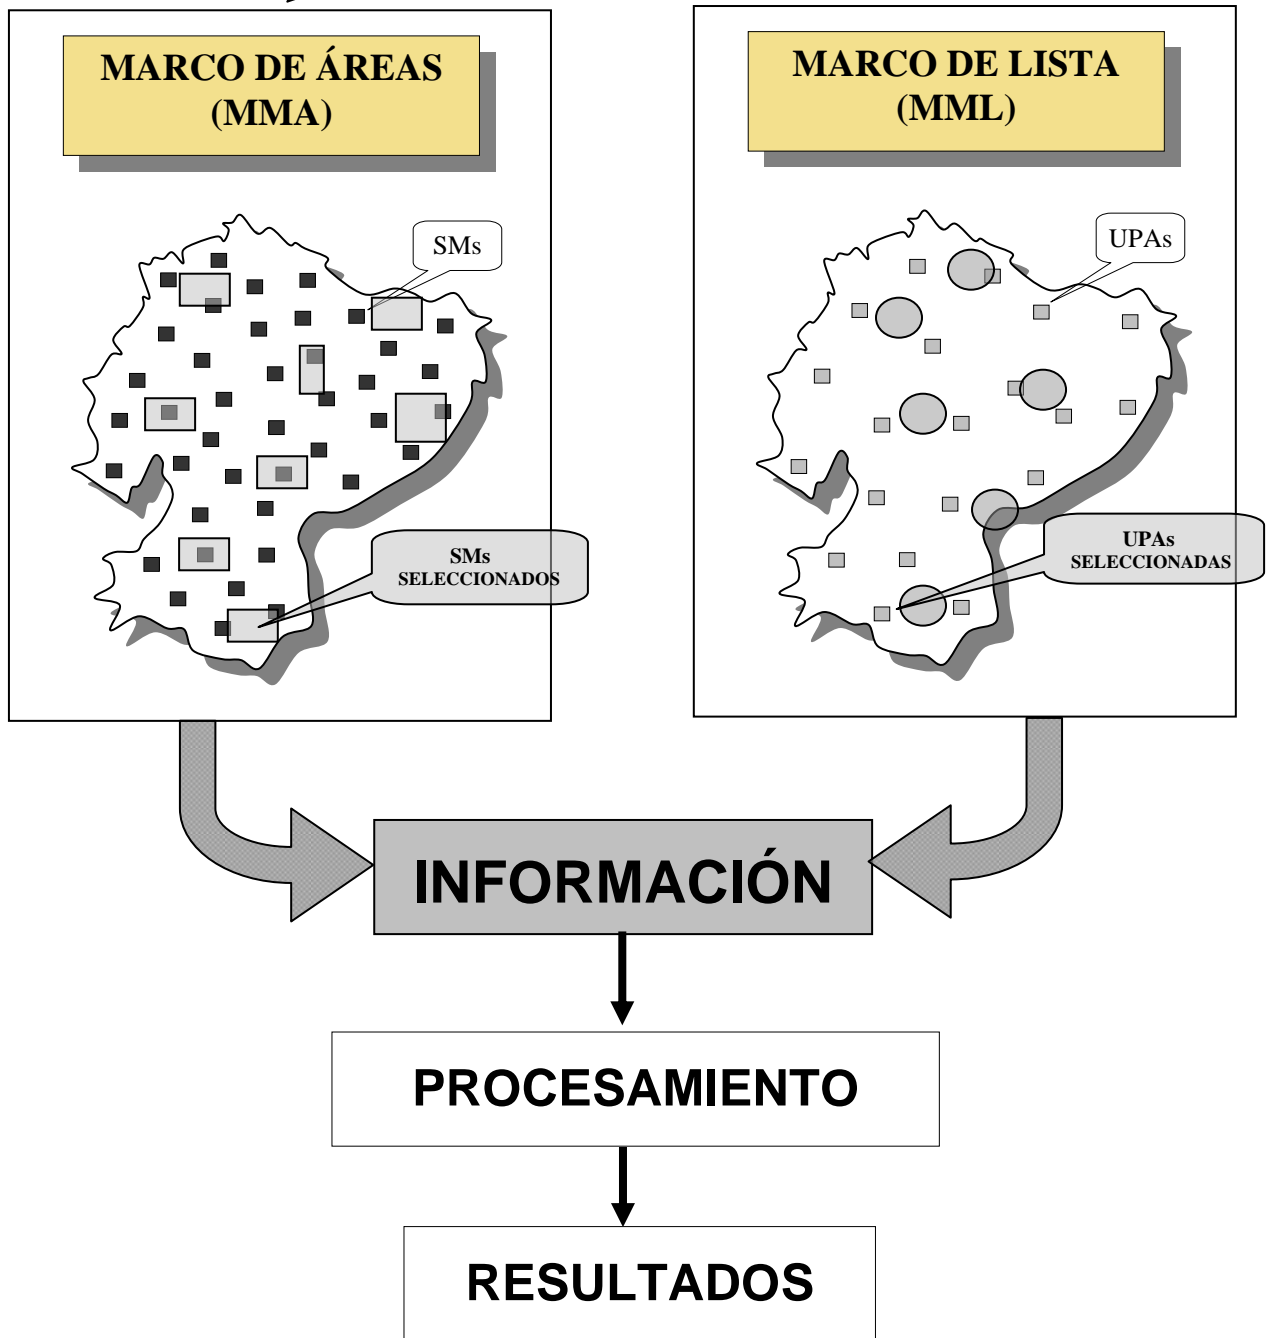 MARCO DE ÁREAS
(MMA)
SMs
SMs
SELECCIONADOS
MARCO DE LISTA
(MML)
UPAs
UPAs
SELECCIONADAS
INFORMACIÓN
PROCESAMIENTO
RESULTADOS